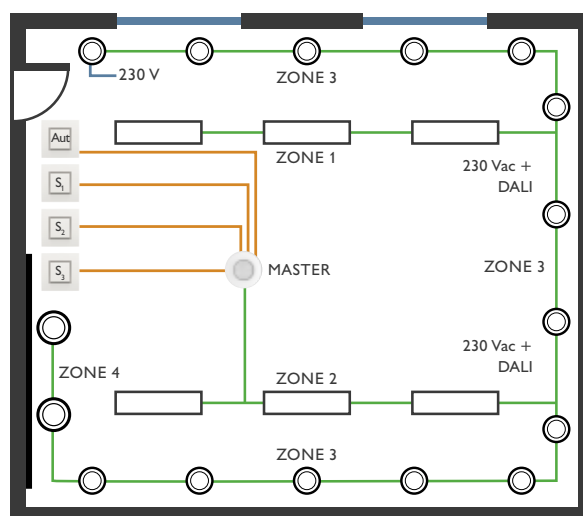 ZONE 3
230 V
Aut
ZONE 1
230 Vac +
DALI
S₁
S₂
S₃
MASTER
ZONE 3
230 Vac +
DALI
ZONE 4
ZONE 2
ZONE 3